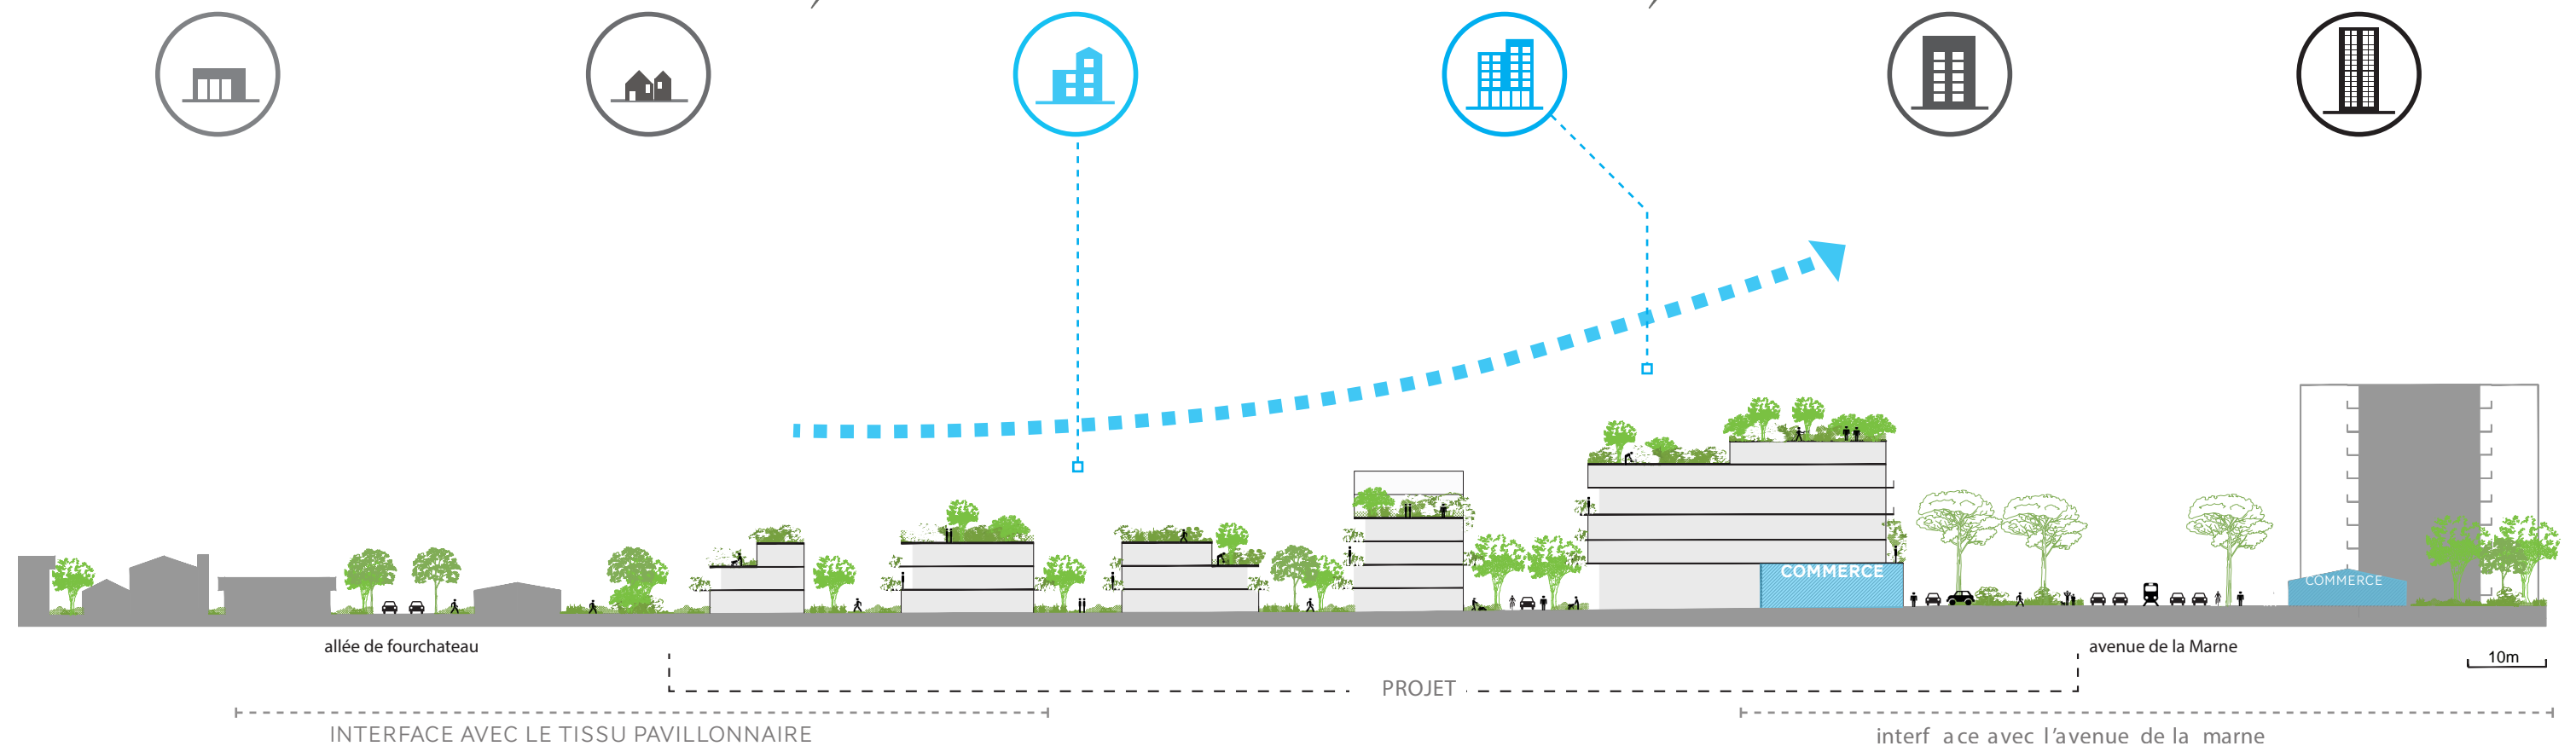 COMMERCE
COMMERCE
allée de fourchateau
avenue de la Marne
10m
PROJET
INTERFACE AVEC LE TISSU PAVILLONNAIRE
interf ace avec l'avenue de la marne